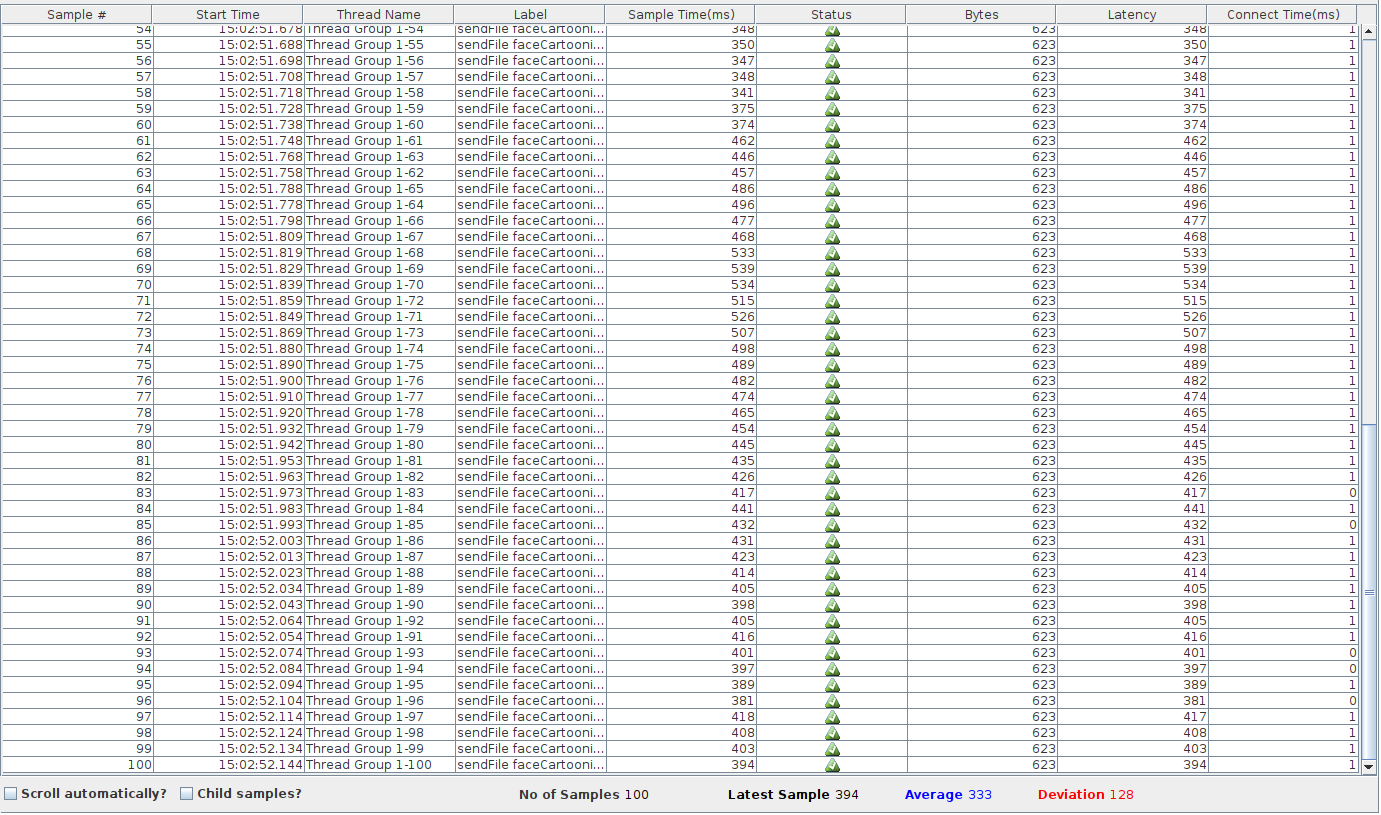 Sample # Start Time Thread Name Label Sample Time(ms) Status Bytes Latency Connect Time(ms)
54 15:02:51.678 Thread Group 1-54 sendFile faceCartooni... 348 623 348 1
55 15:02:51.688 Thread Group 1-55 sendFile faceCartooni... 350 623 350 1
56 15:02:51.698 Thread Group 1-56 sendFile faceCartooni... 347 623 347 1
57 15:02:51.708 Thread Group 1-57 sendFile faceCartooni... 348 623 348 1
58 15:02:51.718 Thread Group 1-58 sendFile faceCartooni... 341 623 341 1
59 15:02:51.728 Thread Group 1-59 sendFile faceCartooni... 375 623 375 1
60 15:02:51.738 Thread Group 1-60 sendFile faceCartooni... 374 623 374 1
61 15:02:51.748 Thread Group 1-61 sendFile faceCartooni... 462 623 462 1
62 15:02:51.768 Thread Group 1-63 sendFile faceCartooni... 446 623 446 1
63 15:02:51.758 Thread Group 1-62 sendFile faceCartooni... 457 623 457 1
64 15:02:51.788 Thread Group 1-65 sendFile faceCartooni... 486 623 486 1
65 15:02:51.778 Thread Group 1-64 sendFile faceCartooni... 496 623 496 1
66 15:02:51.798 Thread Group 1-66 sendFile faceCartooni... 477 623 477 1
67 15:02:51.809 Thread Group 1-67 sendFile faceCartooni... 468 623 468 1
68 15:02:51.819 Thread Group 1-68 sendFile faceCartooni... 533 623 533 1
69 15:02:51.829 Thread Group 1-69 sendFile faceCartooni... 539 623 539 1
70 15:02:51.839 Thread Group 1-70 sendFile faceCartooni... 534 623 534 1
71 15:02:51.859 Thread Group 1-72 sendFile faceCartooni... 515 623 515 1
72 15:02:51.849 Thread Group 1-71 sendFile faceCartooni... 526 623 526 1
73 15:02:51.869 Thread Group 1-73 sendFile faceCartooni... 507 623 507 1
74 15:02:51.880 Thread Group 1-74 sendFile faceCartooni... 498 623 498 1
75 15:02:51.890 Thread Group 1-75 sendFile faceCartooni... 489 623 489 1
76 15:02:51.900 Thread Group 1-76 sendFile faceCartooni... 482 623 482 1
77 15:02:51.910 Thread Group 1-77 sendFile faceCartooni... 474 623 474 1
78 15:02:51.920 Thread Group 1-78 sendFile faceCartooni... 465 623 465 1
79 15:02:51.932 Thread Group 1-79 sendFile faceCartooni... 454 623 454 1
80 15:02:51.942 Thread Group 1-80 sendFile faceCartooni... 445 623 445 1
81 15:02:51.953 Thread Group 1-81 sendFile faceCartooni... 435 623 435 1
82 15:02:51.963 Thread Group 1-82 sendFile faceCartooni... 426 623 426 1
83 15:02:51.973 Thread Group 1-83 sendFile faceCartooni... 417 623 417 0
84 15:02:51.983 Thread Group 1-84 sendFile faceCartooni... 441 623 441 1
85 15:02:51.993 Thread Group 1-85 sendFile faceCartooni... 432 623 432 0
86 15:02:52.003 Thread Group 1-86 sendFile faceCartooni... 431 623 431 1
87 15:02:52.013 Thread Group 1-87 sendFile faceCartooni... 423 623 423 1
88 15:02:52.023 Thread Group 1-88 sendFile faceCartooni... 414 623 414 1
89 15:02:52.034 Thread Group 1-89 sendFile faceCartooni... 405 623 405 1
90 15:02:52.043 Thread Group 1-90 sendFile faceCartooni... 398 623 398 1
91 15:02:52.064 Thread Group 1-92 sendFile faceCartooni... 405 623 405 1
92 15:02:52.054 Thread Group 1-91 sendFile faceCartooni... 416 623 416 1
93 15:02:52.074 Thread Group 1-93 sendFile faceCartooni... 401 623 401 0
94 15:02:52.084 Thread Group 1-94 sendFile faceCartooni... 397 623 397 0
95 15:02:52.094 Thread Group 1-95 sendFile faceCartooni... 389 623 389 1
96 15:02:52.104 Thread Group 1-96 sendFile faceCartooni... 381 623 381 0
97 15:02:52.114 Thread Group 1-97 sendFile faceCartooni... 418 623 417 1
98 15:02:52.124 Thread Group 1-98 sendFile faceCartooni... 408 623 408 1
99 15:02:52.134 Thread Group 1-99 sendFile faceCartooni... 403 623 403 1
100 15:02:52.144 Thread Group 1-100 sendFile faceCartooni... 394 623 394 1
Scroll automatically? Child samples? No of Samples 100 Latest Sample 394 Average 333 Deviation 128